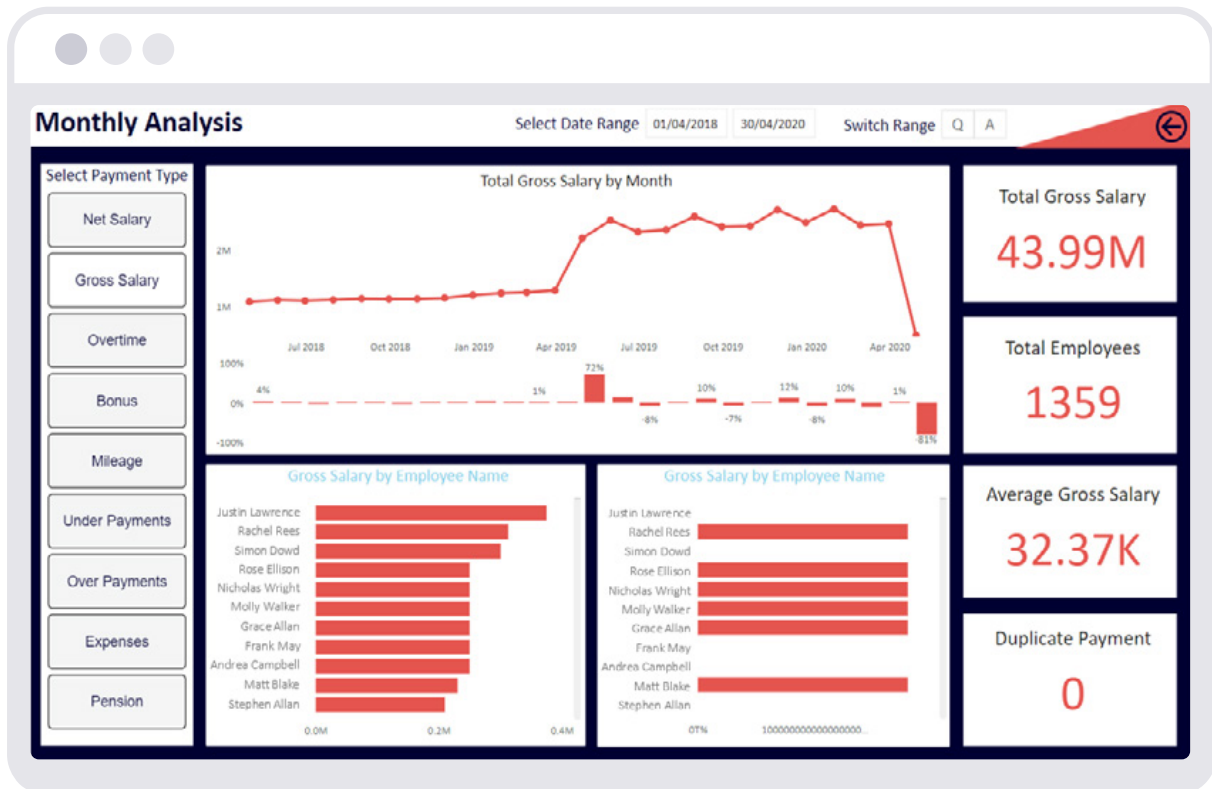 Monthly Analysis
Select Date Range 01/04/2018 30/04/2020 Switch Range Q A
Select Payment Type
Net Salary
Gross Salary
Overtime
Bonus
Mileage
Under Payments
Over Payments
Expenses
Pension
Total Gross Salary by Month
2M
1M
Jul 2018 Oct 2018 Jan 2019 Apr 2019 Jul 2019 Oct 2019 Jan 2020 Apr 2020
100%
0%
-100%
4% 1% 72% -8% 10% -7% 12% -8% 10% 1% -81%
Gross Salary by Employee Name
Justin Lawrence
Rachel Rees
Simon Dowd
Rose Ellison
Nicholas Wright
Molly Walker
Grace Allan
Frank May
Andrea Campbell
Matt Blake
Stephen Allan
0.0M 0.2M 0.4M
Gross Salary by Employee Name
Justin Lawrence
Rachel Rees
Simon Dowd
Rose Ellison
Nicholas Wright
Molly Walker
Grace Allan
Frank May
Andrea Campbell
Matt Blake
Stephen Allan
0T%
Total Gross Salary
43.99M
Total Employees
1359
Average Gross Salary
32.37K
Duplicate Payment
0